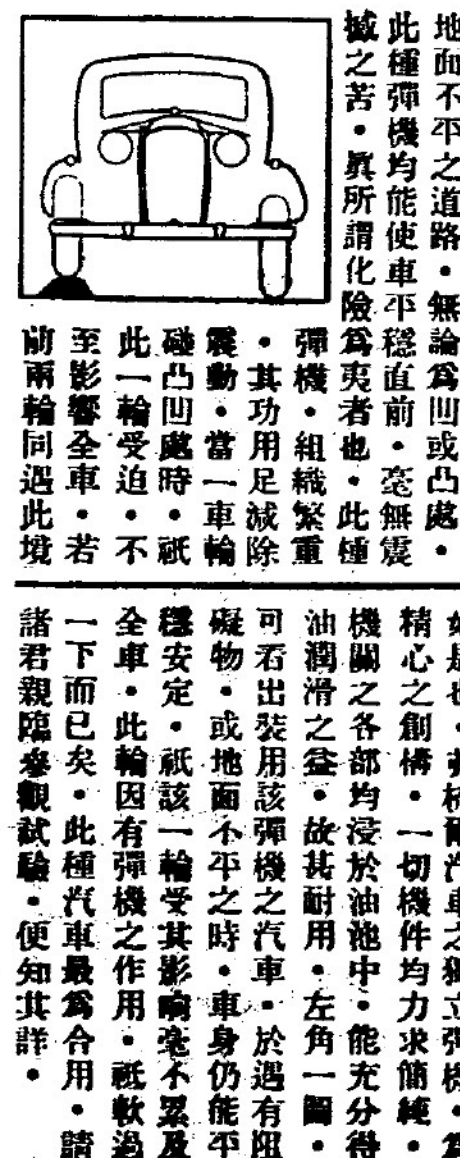 地面不平之道路・無論為凹或凸處・
此種彈機均能使車平穩直前・毫無震
撼之苦・眞所謂化險為夷者也・此種
彈機・組織繁重
・其功用足減除
震動・當一車輪
碰凸凹處時・祇
此一輪受迫・不
至影響全車・若
前兩輪同遇此境
如是也・汽車之獨立彈機・為
精心之創構・一切機件均力求簡練・
機關之各部均浸於油池中・能充分得
油潤滑之益・故其耐用・左角一圖・
可看出裝用該彈機之汽車・於遇有阻
礙物・或地面不平之時・車身仍能平
穩安定・祇該一輪受其影响毫不累及
全車・此輪因有彈機之作用・祇軟過
一下而已矣・此種汽車最為合用・請
諸君親臨參觀試驗・便知其詳・